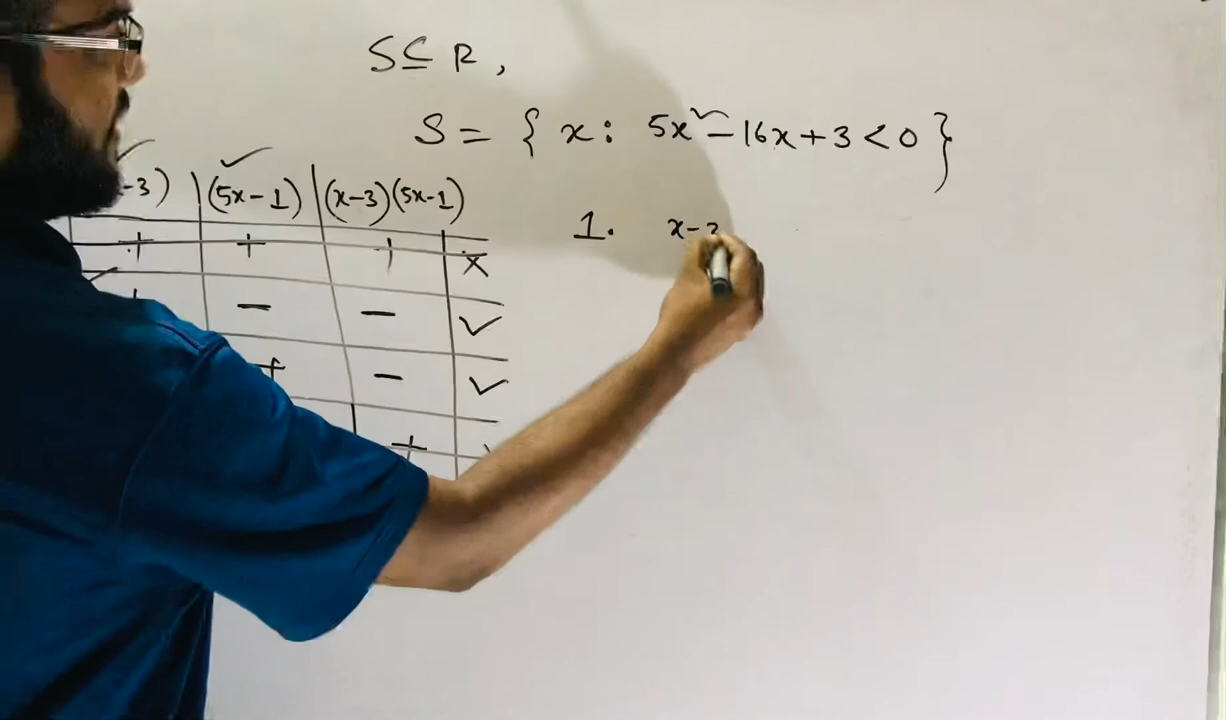 S ⊆ R,
S = { x : 5x² − 16x + 3 < 0 }
-3) | (5x-1) | (x-3)(5x-1)
+ + + ×
− − ✓
+ − ✓
+
1. x-3